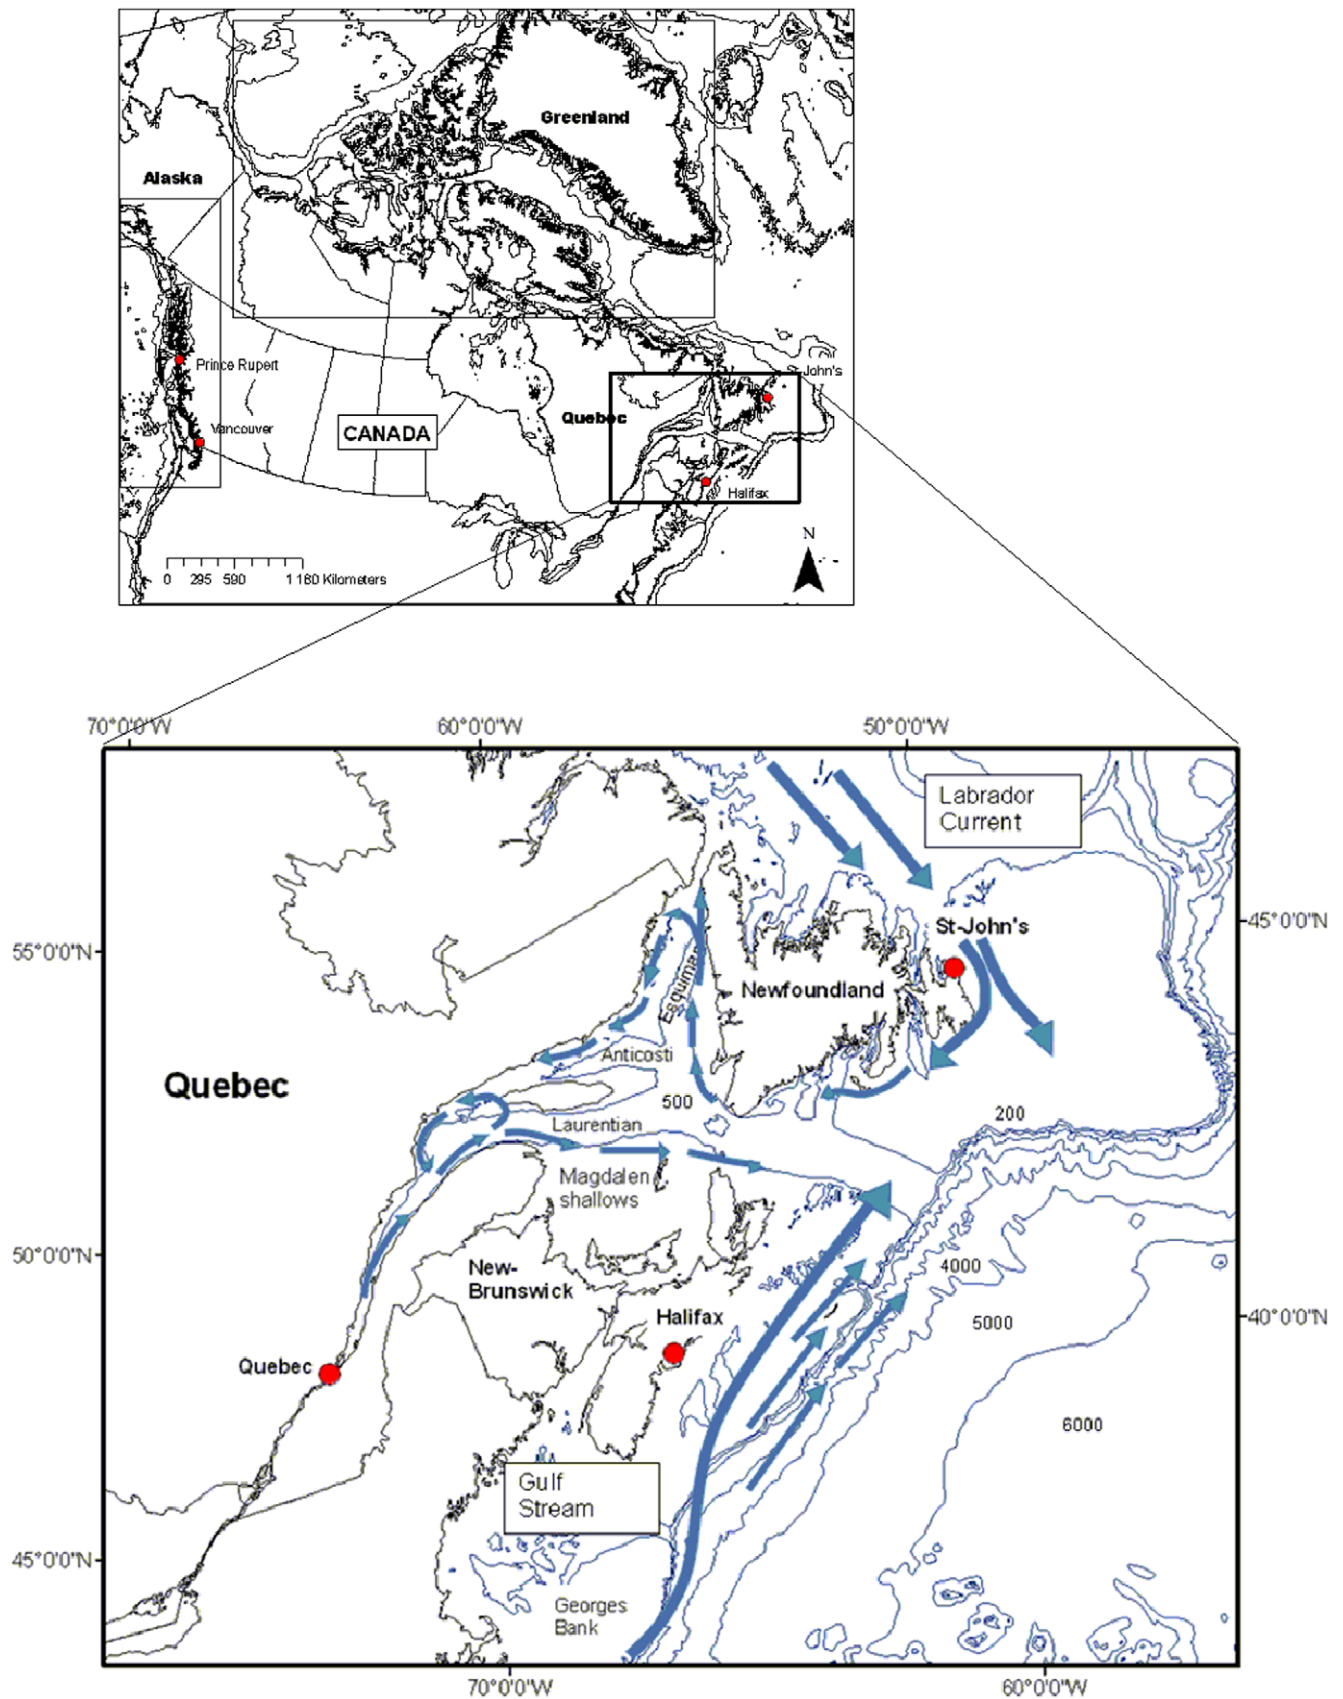 Greenland
Alaska
Prince Rupert
St-John's
Quebec
Vancouver
CANADA
Halifax
N
0 295 590 1 180 Kilometers
70°0'0"W 60°0'0"W 50°0'0"W
Labrador
Current
45°0'0"N
St-John's
55°0'0"N
Newfoundland
Esquiman
Anticosti
Quebec
500
200
Laurentian
Magdalen
shallows
50°0'0"N
New-
Brunswick
4000
Halifax
5000
40°0'0"N
Quebec
6000
Gulf
Stream
45°0'0"N
Georges
Bank
70°0'0"W 60°0'0"W